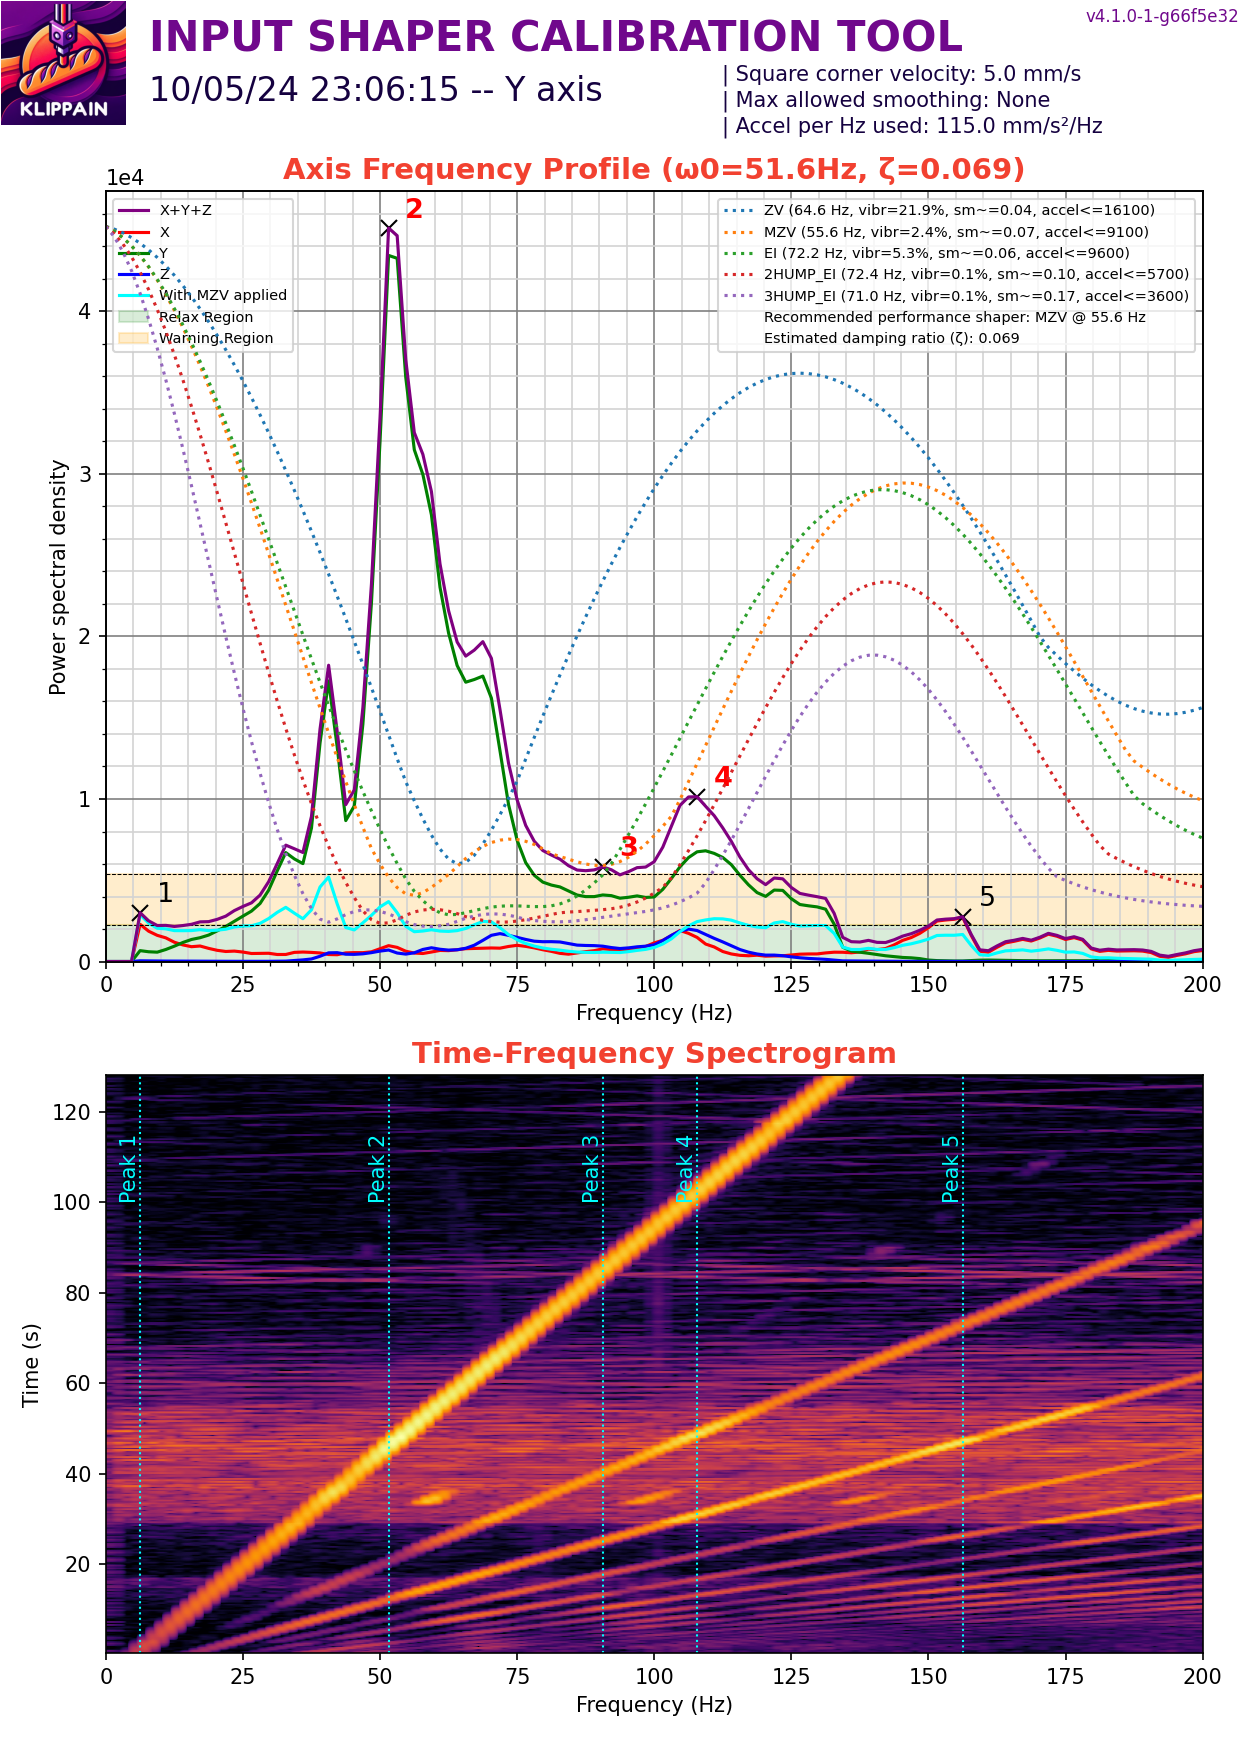 v4.1.0-1-g66f5e32
INPUT SHAPER CALIBRATION TOOL
10/05/24 23:06:15 -- Y axis
| Square corner velocity: 5.0 mm/s
| Max allowed smoothing: None
| Accel per Hz used: 115.0 mm/s²/Hz
KLIPPAIN
Axis Frequency Profile (ω0=51.6Hz, ζ=0.069)
1e4
X+Y+Z
X
Y
Z
With MZV applied
Relax Region
Warning Region
ZV (64.6 Hz, vibr=21.9%, sm~=0.04, accel<=16100)
MZV (55.6 Hz, vibr=2.4%, sm~=0.07, accel<=9100)
EI (72.2 Hz, vibr=5.3%, sm~=0.06, accel<=9600)
2HUMP_EI (72.4 Hz, vibr=0.1%, sm~=0.10, accel<=5700)
3HUMP_EI (71.0 Hz, vibr=0.1%, sm~=0.17, accel<=3600)
Recommended performance shaper: MZV @ 55.6 Hz
Estimated damping ratio (ζ): 0.069
Power spectral density
4
3
2
1
0
1
2
3
4
5
0 25 50 75 100 125 150 175 200
Frequency (Hz)
Time-Frequency Spectrogram
Time (s)
120
100
80
60
40
20
Peak 1
Peak 2
Peak 3
Peak 4
Peak 5
0 25 50 75 100 125 150 175 200
Frequency (Hz)